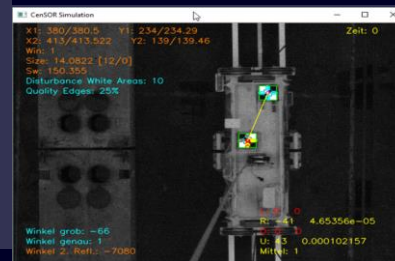 CenSOR Simulation
X1: 380/380.5 Y1: 234/234.29
Zeit: 0
X2: 413/413.522 Y2: 139/139.46
Win: 1
Size: 14.0822 [12/0]
Sw: 150.355
Disturbance White Areas: 10
Quality Edges: 25%
R: -41 4.65356e-05
Winkel grob: -66
Winkel genau: 1
U: 43 0.000102157
Winkel 2. Refl.: -7080
Mittel: 1